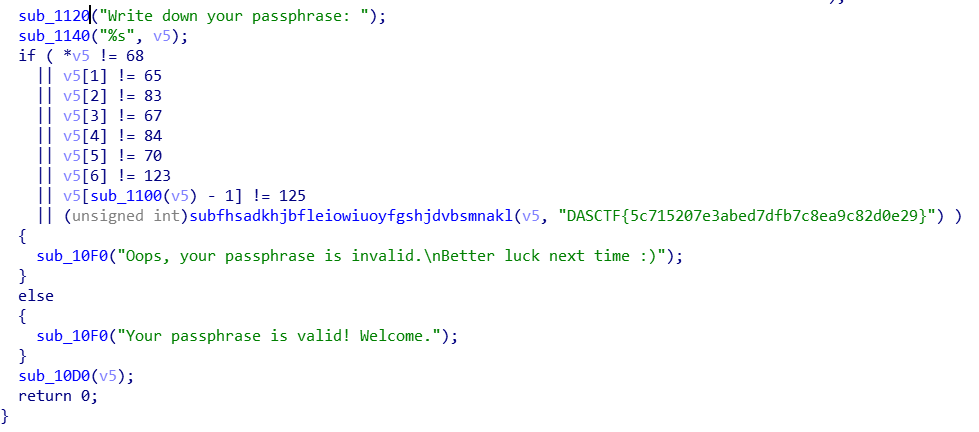 sub_1120("Write down your passphrase: ");
sub_1140("%s", v5);
if ( *v5 != 68
|| v5[1] != 65
|| v5[2] != 83
|| v5[3] != 67
|| v5[4] != 84
|| v5[5] != 70
|| v5[6] != 123
|| v5[sub_1100(v5) - 1] != 125
|| (unsigned int)subfhsadkhjbfleiowiuoyfgshjdvbsmnakl(v5, "DASCTF{5c715207e3abed7dfb7c8ea9c82d0e29}") )
{
sub_10F0("Oops, your passphrase is invalid.\nBetter luck next time :)");
}
else
{
sub_10F0("Your passphrase is valid! Welcome.");
}
sub_10D0(v5);
return 0;
}